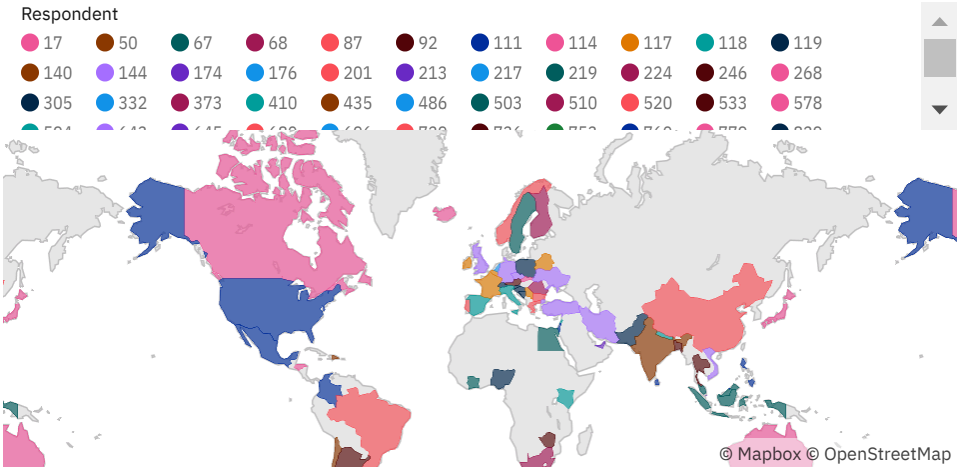 Respondent
17 50 67 68 87 92 111 114 117 118 119
140 144 174 176 201 213 217 219 224 246 268
305 332 373 410 435 486 503 510 520 533 578
© Mapbox © OpenStreetMap